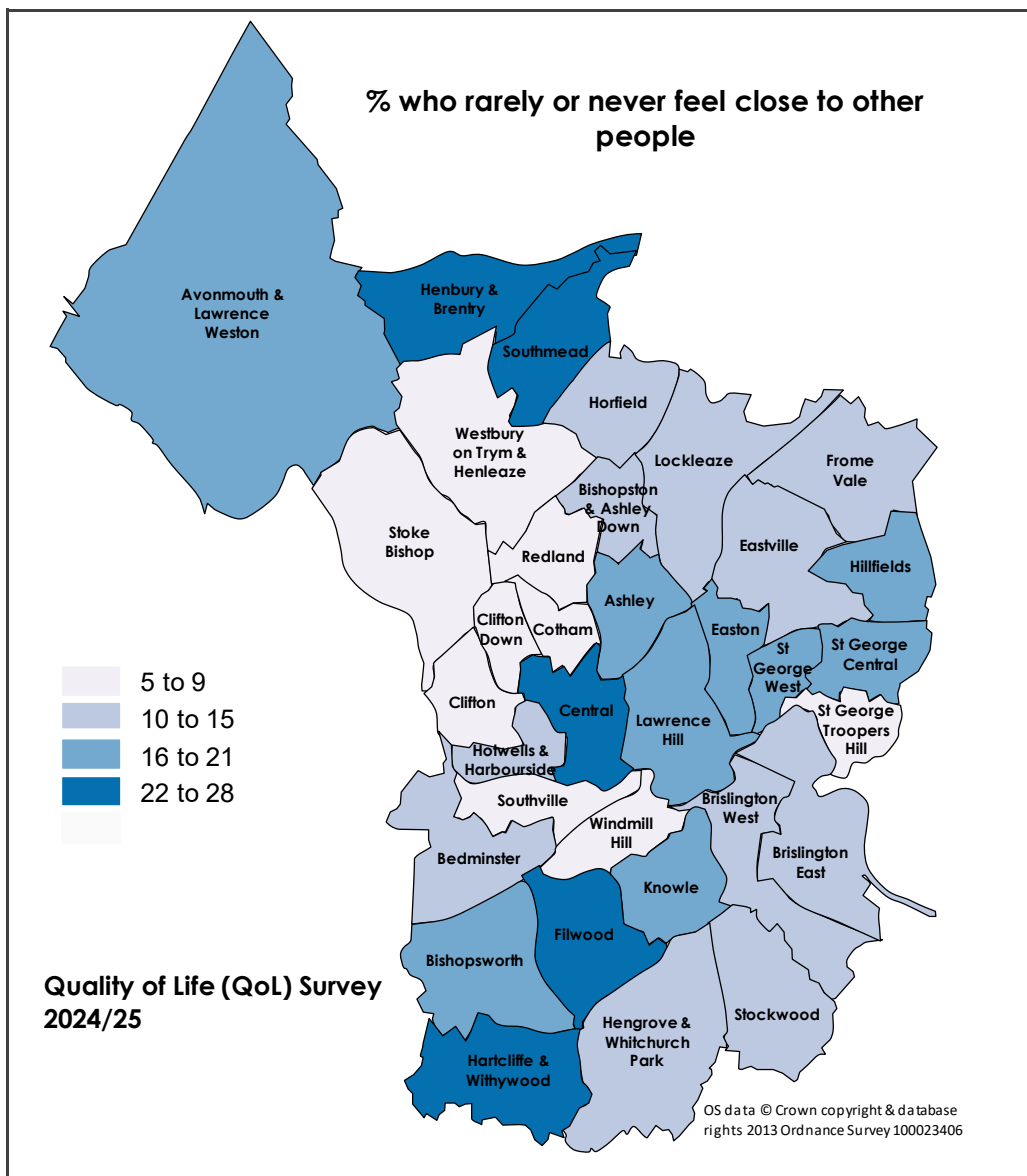 % who rarely or never feel close to other
people
Avonmouth &
Lawrence
Weston
Henbury &
Brentry
Southmead
Horfield
Westbury
on Trym &
Henleaze
Lockleaze
Frome
Vale
Bishopston
& Ashley
Down
Stoke
Bishop
Redland
Eastville
Hillfields
Ashley
Clifton
Down
Cotham
Easton
St
George
West
St George
Central
Clifton
Central
Lawrence
Hill
St George
Troopers
Hill
Hotwells &
Harbourside
Southville
Windmill
Hill
Brislington
West
Bedminster
Brislington
East
Knowle
Filwood
Bishopsworth
Stockwood
Hengrove &
Whitchurch
Park
Hartcliffe &
Withywood
5 to 9
10 to 15
16 to 21
22 to 28
Quality of Life (QoL) Survey
2024/25
OS data © Crown copyright & database
rights 2013 Ordnance Survey 100023406